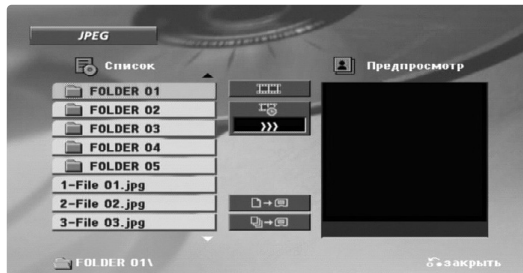 JPEG
Список
Предпросмотр
FOLDER 01
FOLDER 02
FOLDER 03
FOLDER 04
FOLDER 05
1-File 01.jpg
2-File 02.jpg
3-File 03.jpg
FOLDER 01\
закрыть